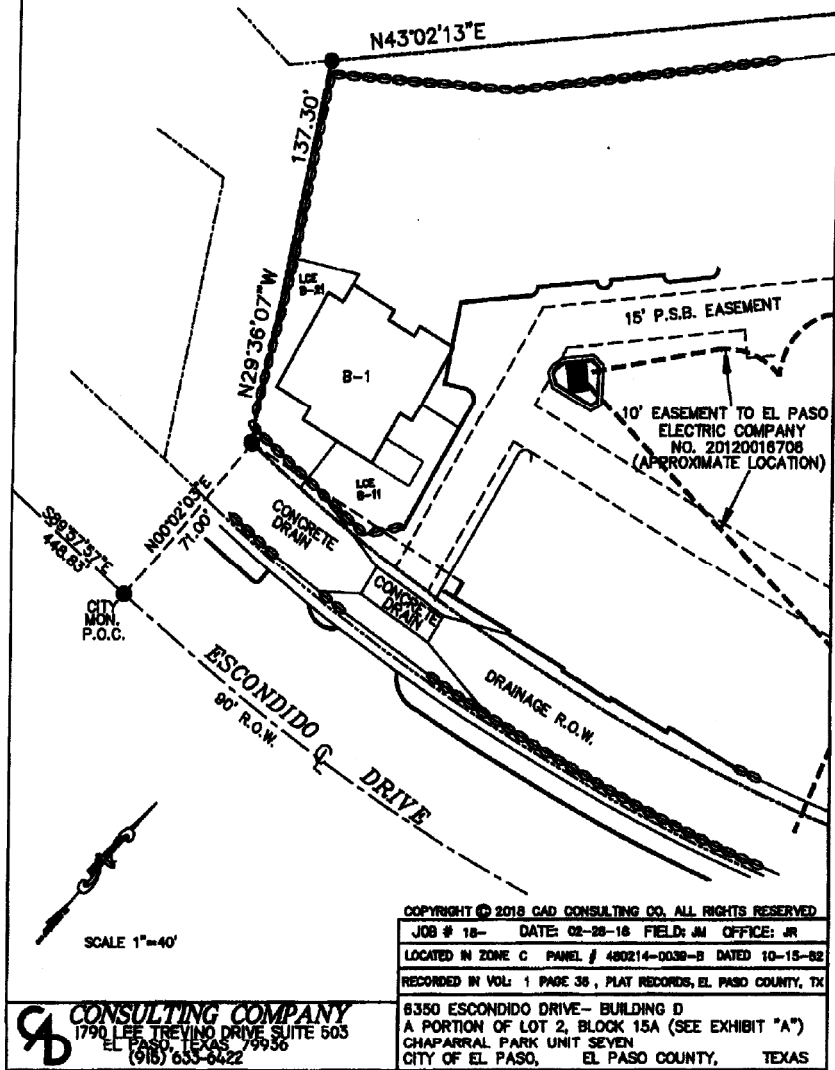 N43°02'13"E
137.30'
N29°36'07"W
LCE
B-21
B-1
15' P.S.B. EASEMENT
10' EASEMENT TO EL PASO
ELECTRIC COMPANY
NO. 20120016706
(APPROXIMATE LOCATION)
LCE
B-11
CONCRETE
DRAIN
N00°02'03"E
71.00'
S89°57'57"E
448.83'
CITY
MON.
P.O.C.
CONCRETE
DRAIN
DRAINAGE R.O.W.
ESCONDIDO DRIVE
90' R.O.W.
SCALE 1"=40'
COPYRIGHT © 2016 CAD CONSULTING CO. ALL RIGHTS RESERVED
JOB # 16- DATE: 02-26-16 FIELD: JM OFFICE: JR
LOCATED IN ZONE C PANEL # 480214-0039-B DATED 10-15-82
RECORDED IN VOL: 1 PAGE 36, PLAT RECORDS, EL PASO COUNTY, TX
CAD CONSULTING COMPANY
1790 LEE TREVINO DRIVE SUITE 503
EL PASO, TEXAS 79936
(915) 633-6422
6350 ESCONDIDO DRIVE- BUILDING D
A PORTION OF LOT 2, BLOCK 15A (SEE EXHIBIT "A")
CHAPARRAL PARK UNIT SEVEN
CITY OF EL PASO, EL PASO COUNTY, TEXAS